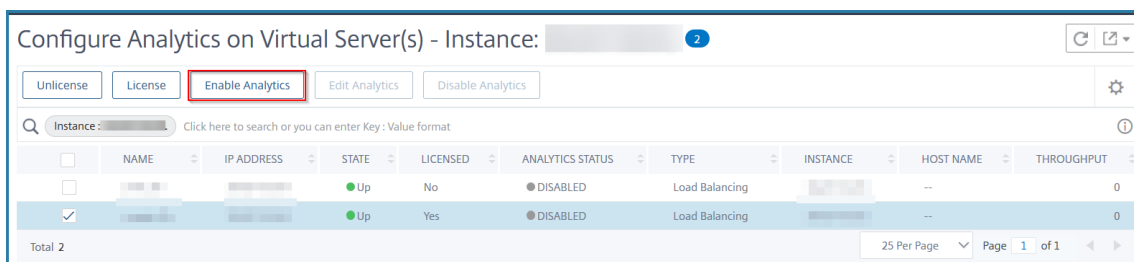 Configure Analytics on Virtual Server(s) - Instance: 2
Unlicense License Enable Analytics Edit Analytics Disable Analytics
Instance : Click here to search or you can enter Key : Value format
NAME IP ADDRESS STATE LICENSED ANALYTICS STATUS TYPE INSTANCE HOST NAME THROUGHPUT
Up No DISABLED Load Balancing -- 0
Up Yes DISABLED Load Balancing -- 0
Total 2 25 Per Page Page 1 of 1